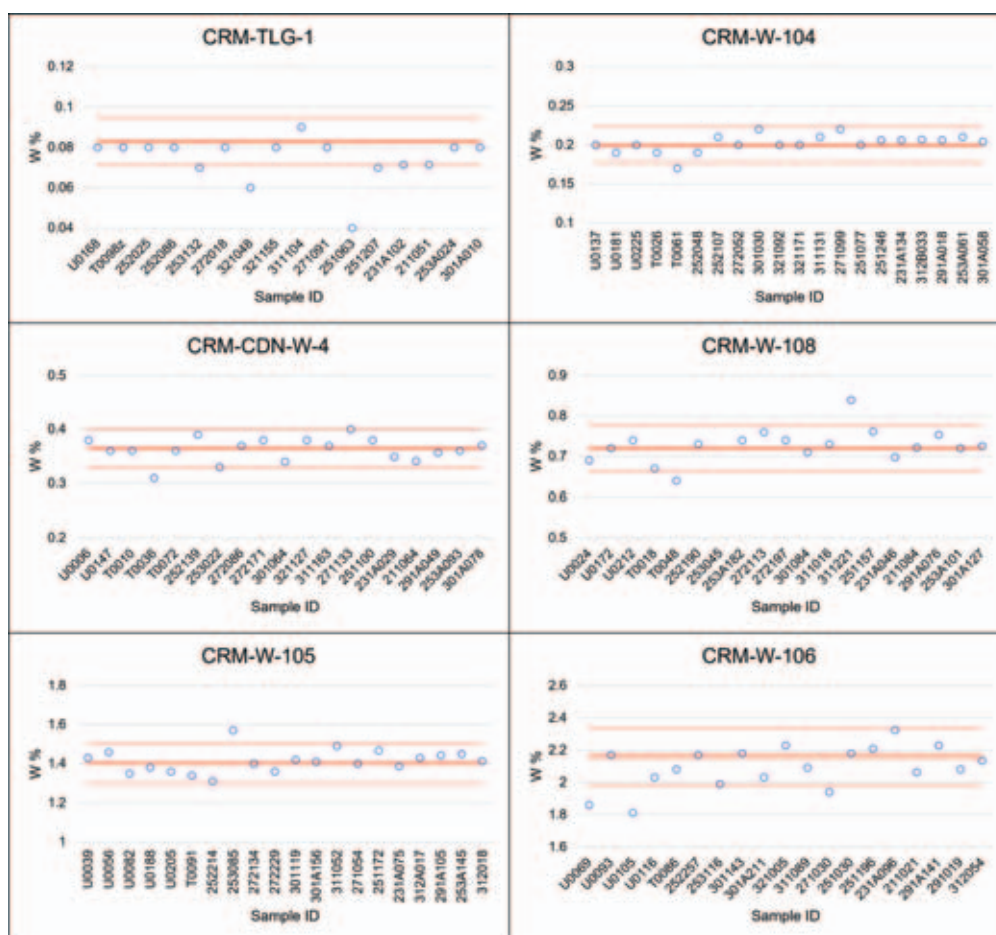 CRM-TLG-1
0.12
0.1
0.08
0.06
0.04
W %
U0168
T0098z
252025
252086
253132
272018
321048
321155
311104
271091
251063
251207
231A102
211051
253A024
301A010
Sample ID
CRM-W-104
0.3
0.25
0.2
0.15
0.1
W %
U0137
U0181
U0225
T0026
T0061
252048
252107
272052
301030
321092
321171
311131
271099
251077
251246
231A134
312B033
291A018
253A061
301A058
Sample ID
CRM-CDN-W-4
0.5
0.4
0.3
0.2
W %
U0006
U0147
T0010
T0036
T0072
252139
253022
272086
272171
301064
321127
311193
271133
251100
231A029
211064
291A049
253A093
301A078
Sample ID
CRM-W-108
0.9
0.8
0.7
0.6
0.5
W %
U0024
U0172
U0212
T0018
T0046
252190
253045
253A182
272113
272197
301084
311016
311221
251157
231A046
211084
291A076
253A101
301A127
Sample ID
CRM-W-105
1.8
1.6
1.4
1.2
1
W %
U0039
U0056
U0082
U0188
U0205
T0091
252214
253085
272134
272229
301119
301A156
311052
271054
251172
231A075
312A017
291A105
253A145
312018
Sample ID
CRM-W-106
2.6
2.4
2.2
2
1.8
1.6
W %
U0069
U0093
U0105
U0116
T0086
252257
253116
301143
301A211
321005
311089
271030
251030
251196
231A096
211021
291A141
291019
312054
Sample ID